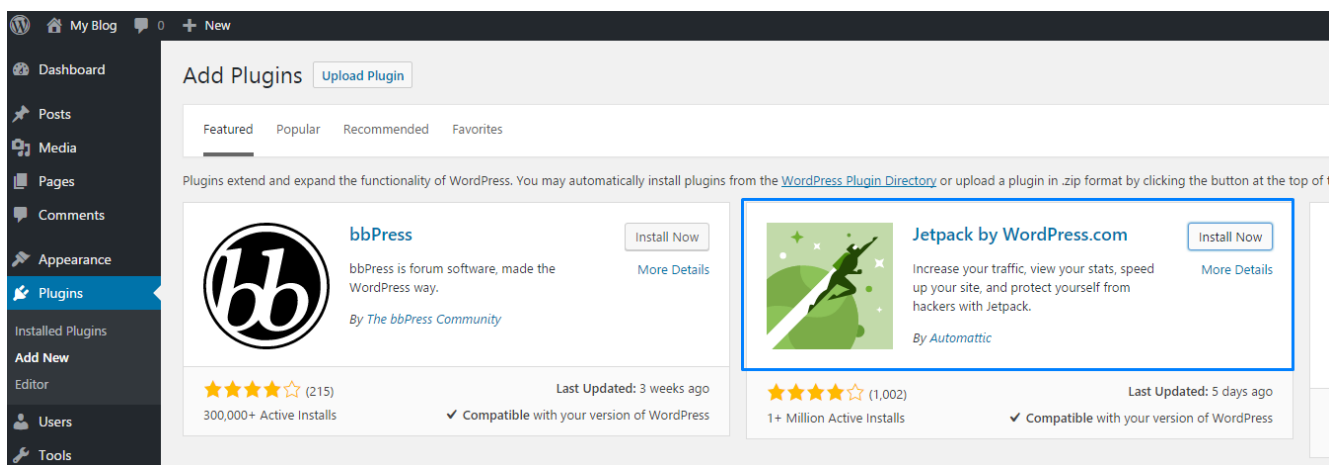 My Blog 0 + New
Dashboard
Posts
Media
Pages
Comments
Appearance
Plugins
Installed Plugins
Add New
Editor
Users
Tools
Add Plugins Upload Plugin
Featured Popular Recommended Favorites
Plugins extend and expand the functionality of WordPress. You may automatically install plugins from the WordPress Plugin Directory or upload a plugin in .zip format by clicking the button at the top of
bb
bbPress
Install Now
bbPress is forum software, made the
WordPress way.
More Details
By The bbPress Community
(215)
Last Updated: 3 weeks ago
300,000+ Active Installs
✓ Compatible with your version of WordPress
Jetpack by WordPress.com
Install Now
Increase your traffic, view your stats, speed
up your site, and protect yourself from
hackers with Jetpack.
More Details
By Automattic
(1,002)
Last Updated: 5 days ago
1+ Million Active Installs
✓ Compatible with your version of WordPress